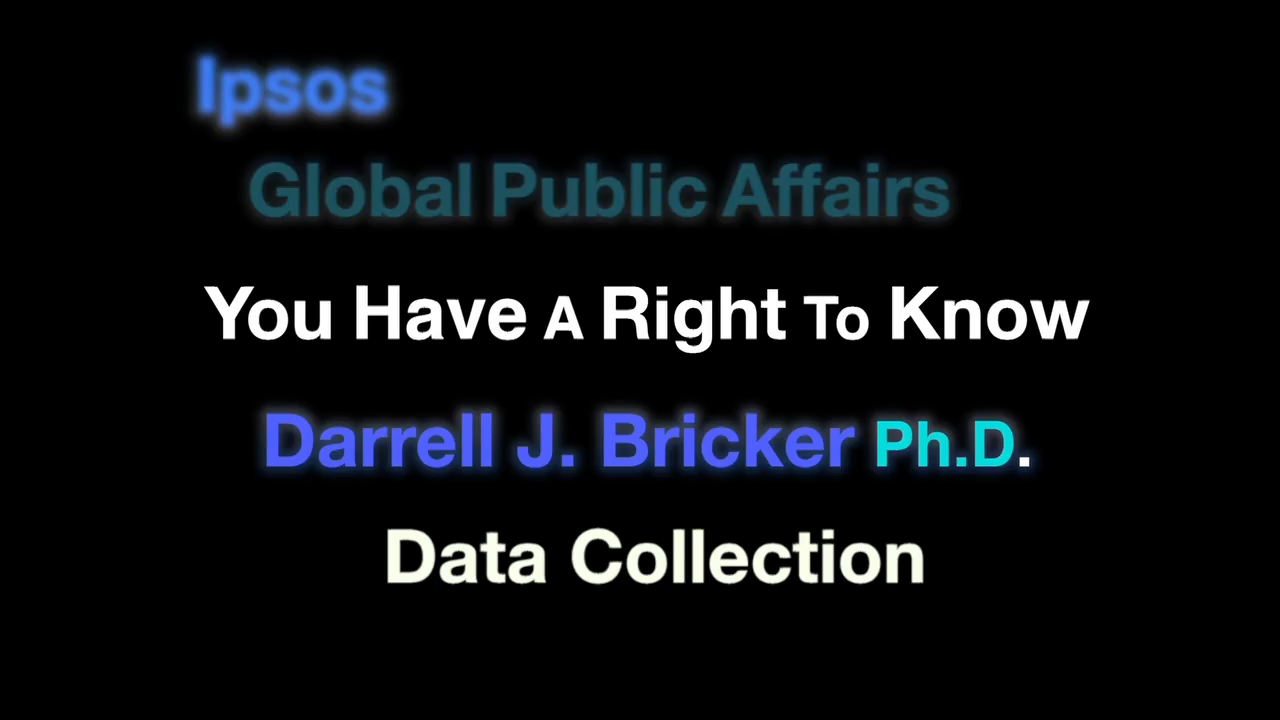 Ipsos
Global Public Affairs
You Have A Right To Know
Darrell J. Bricker Ph.D.
Data Collection